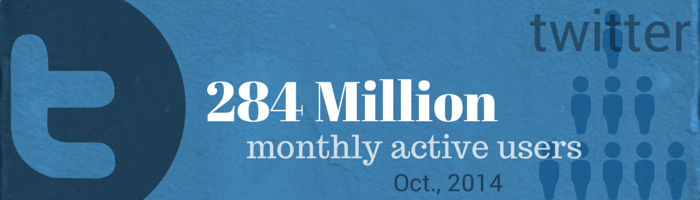 twitter
284 Million
monthly active users
Oct., 2014